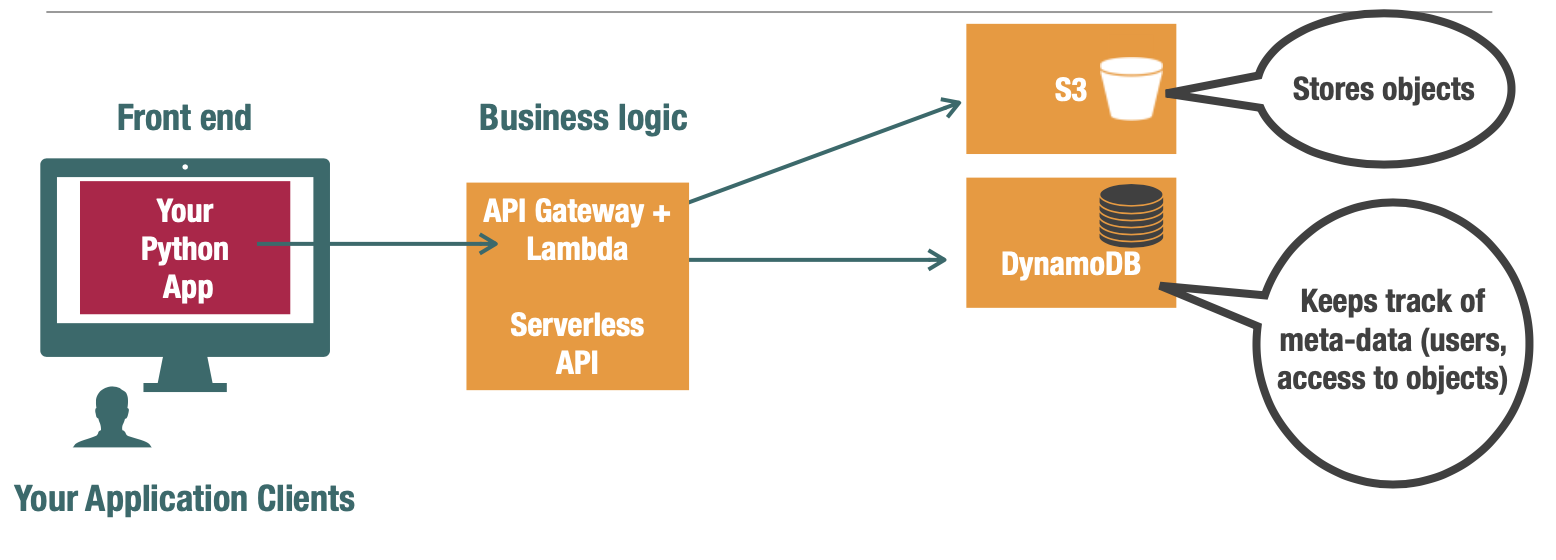 Front end
Your
Python
App
Your Application Clients
Business logic
API Gateway +
Lambda
Serverless
API
S3
Stores objects
DynamoDB
Keeps track of
meta-data (users,
access to objects)